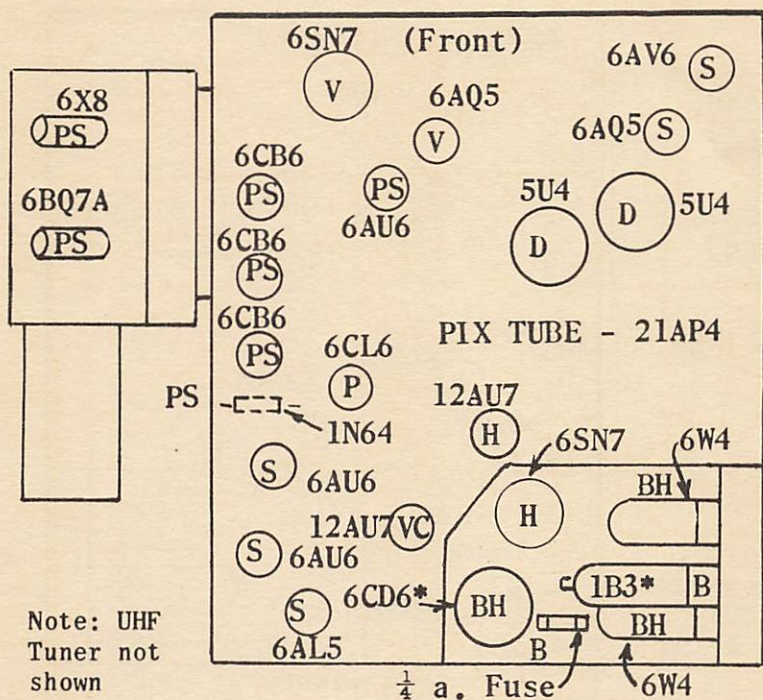 6SN7 (Front)
6AV6
S
V
6X8
PS
6AQ5
V
6AQ5 S
6CB6
PS
PS
6AU6
5U4
D
5U4
D
6BQ7A
PS
6CB6
PS
6CB6
PS
6CL6
P
PIX TUBE - 21AP4
PS
1N64
12AU7
H
6SN7
6W4
S
6AU6
BH
H
12AU7 VC
S 6AU6
1B3* B
6CD6*
BH
BH
S
6AL5
B
¼ a. Fuse
6W4
Note: UHF
Tuner not
shown